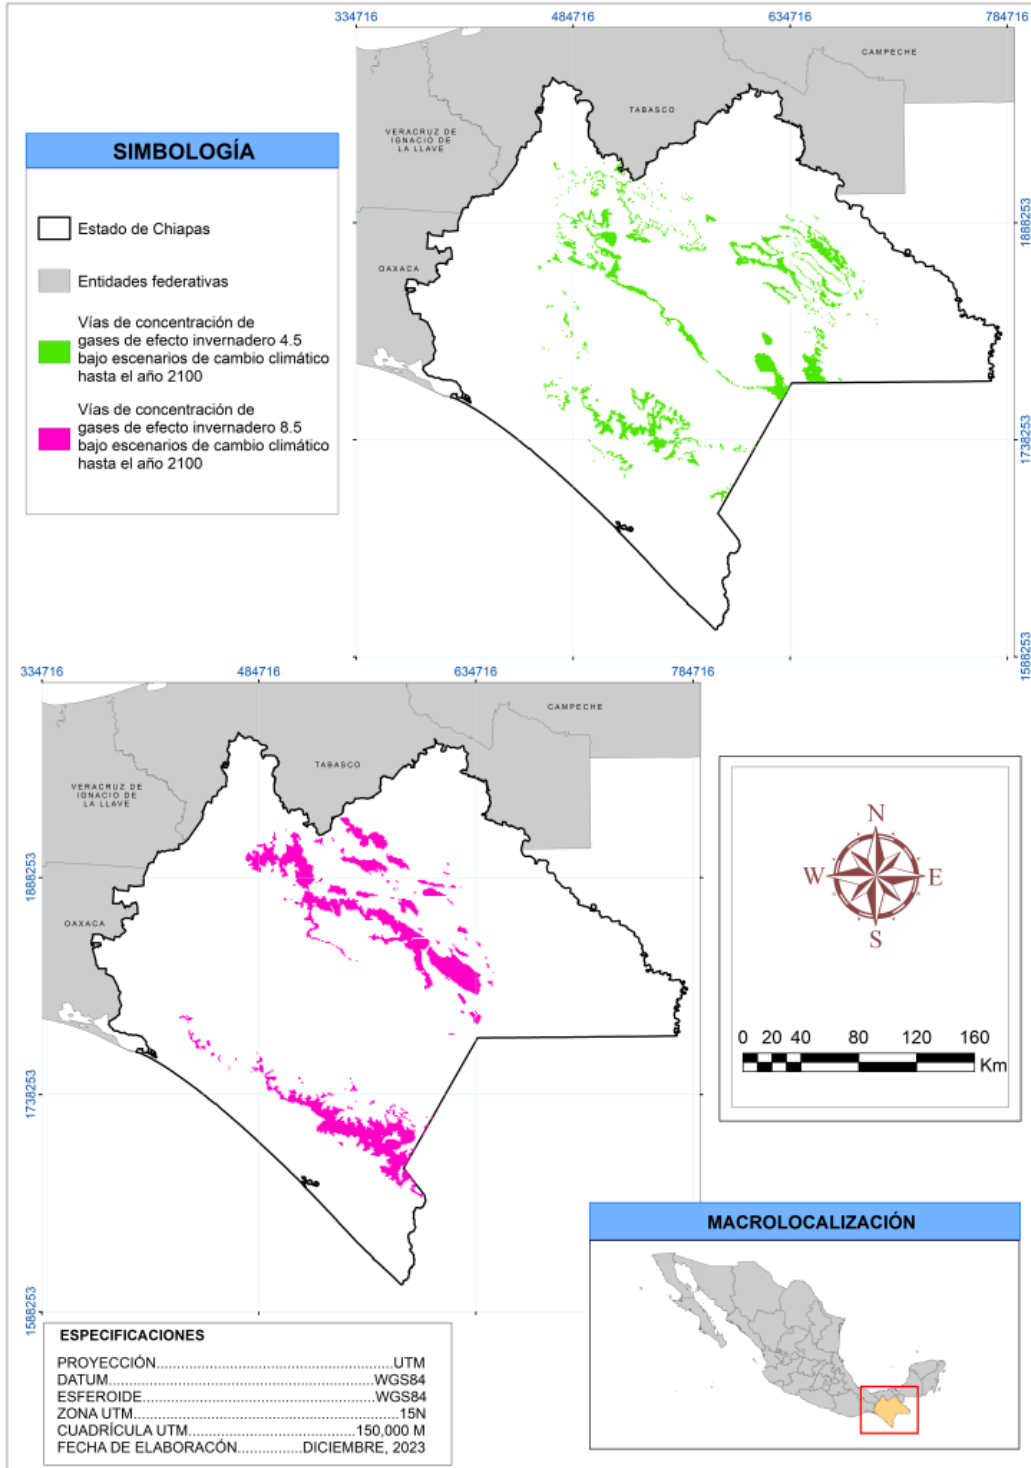 334716
484716
634716
784716
CAMPECHE
TABASCO
VERACRUZ DE
IGNACIO DE
LA LLAVE
OAXACA
1888253
1738253
1588253
SIMBOLOGÍA
Estado de Chiapas
Entidades federativas
Vías de concentración de
gases de efecto invernadero 4.5
bajo escenarios de cambio climático
hasta el año 2100
Vías de concentración de
gases de efecto invernadero 8.5
bajo escenarios de cambio climático
hasta el año 2100
334716
484716
634716
784716
CAMPECHE
TABASCO
VERACRUZ DE
IGNACIO DE
LA LLAVE
OAXACA
1888253
1738253
1588253
N
W E
S
0 20 40 80 120 160
Km
MACROLOCALIZACIÓN
ESPECIFICACIONES
PROYECCIÓN.......................................UTM
DATUM..............................................WGS84
ESFEROIDE........................................WGS84
ZONA UTM............................................15N
CUADRÍCULA UTM.........................150,000 M
FECHA DE ELABORACÓN..........DICIEMBRE, 2023